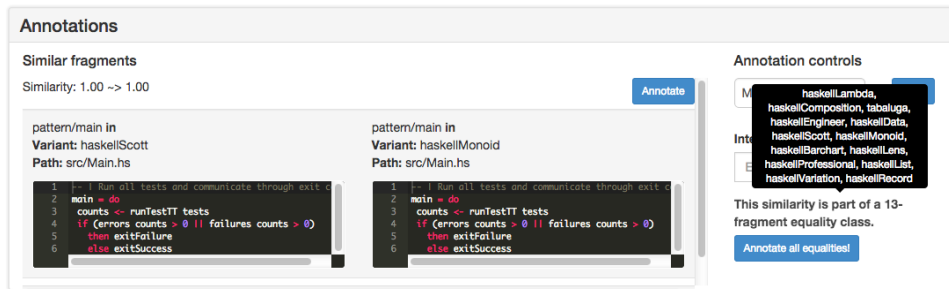 Annotations
Similar fragments
Similarity: 1.00 ~> 1.00
Annotate
pattern/main in
Variant: haskellScott
Path: src/Main.hs
1 -- | Run all tests and communicate through exit c
2 main = do
3 counts <- runTestTT tests
4 if (errors counts > 0 || failures counts > 0)
5 then exitFailure
6 else exitSuccess
pattern/main in
Variant: haskellMonoid
Path: src/Main.hs
1 -- | Run all tests and communicate through exit co
2 main = do
3 counts <- runTestTT tests
4 if (errors counts > 0 || failures counts > 0)
5 then exitFailure
6 else exitSuccess
Annotation controls
haskellLambda,
haskellComposition, tabaluga,
haskellEngineer, haskellData,
haskellScott, haskellMonoid,
haskellBarchart, haskellLens,
haskellProfessional, haskellList,
haskellVariation, haskellRecord
This similarity is part of a 13-
fragment equality class.
Annotate all equalities!